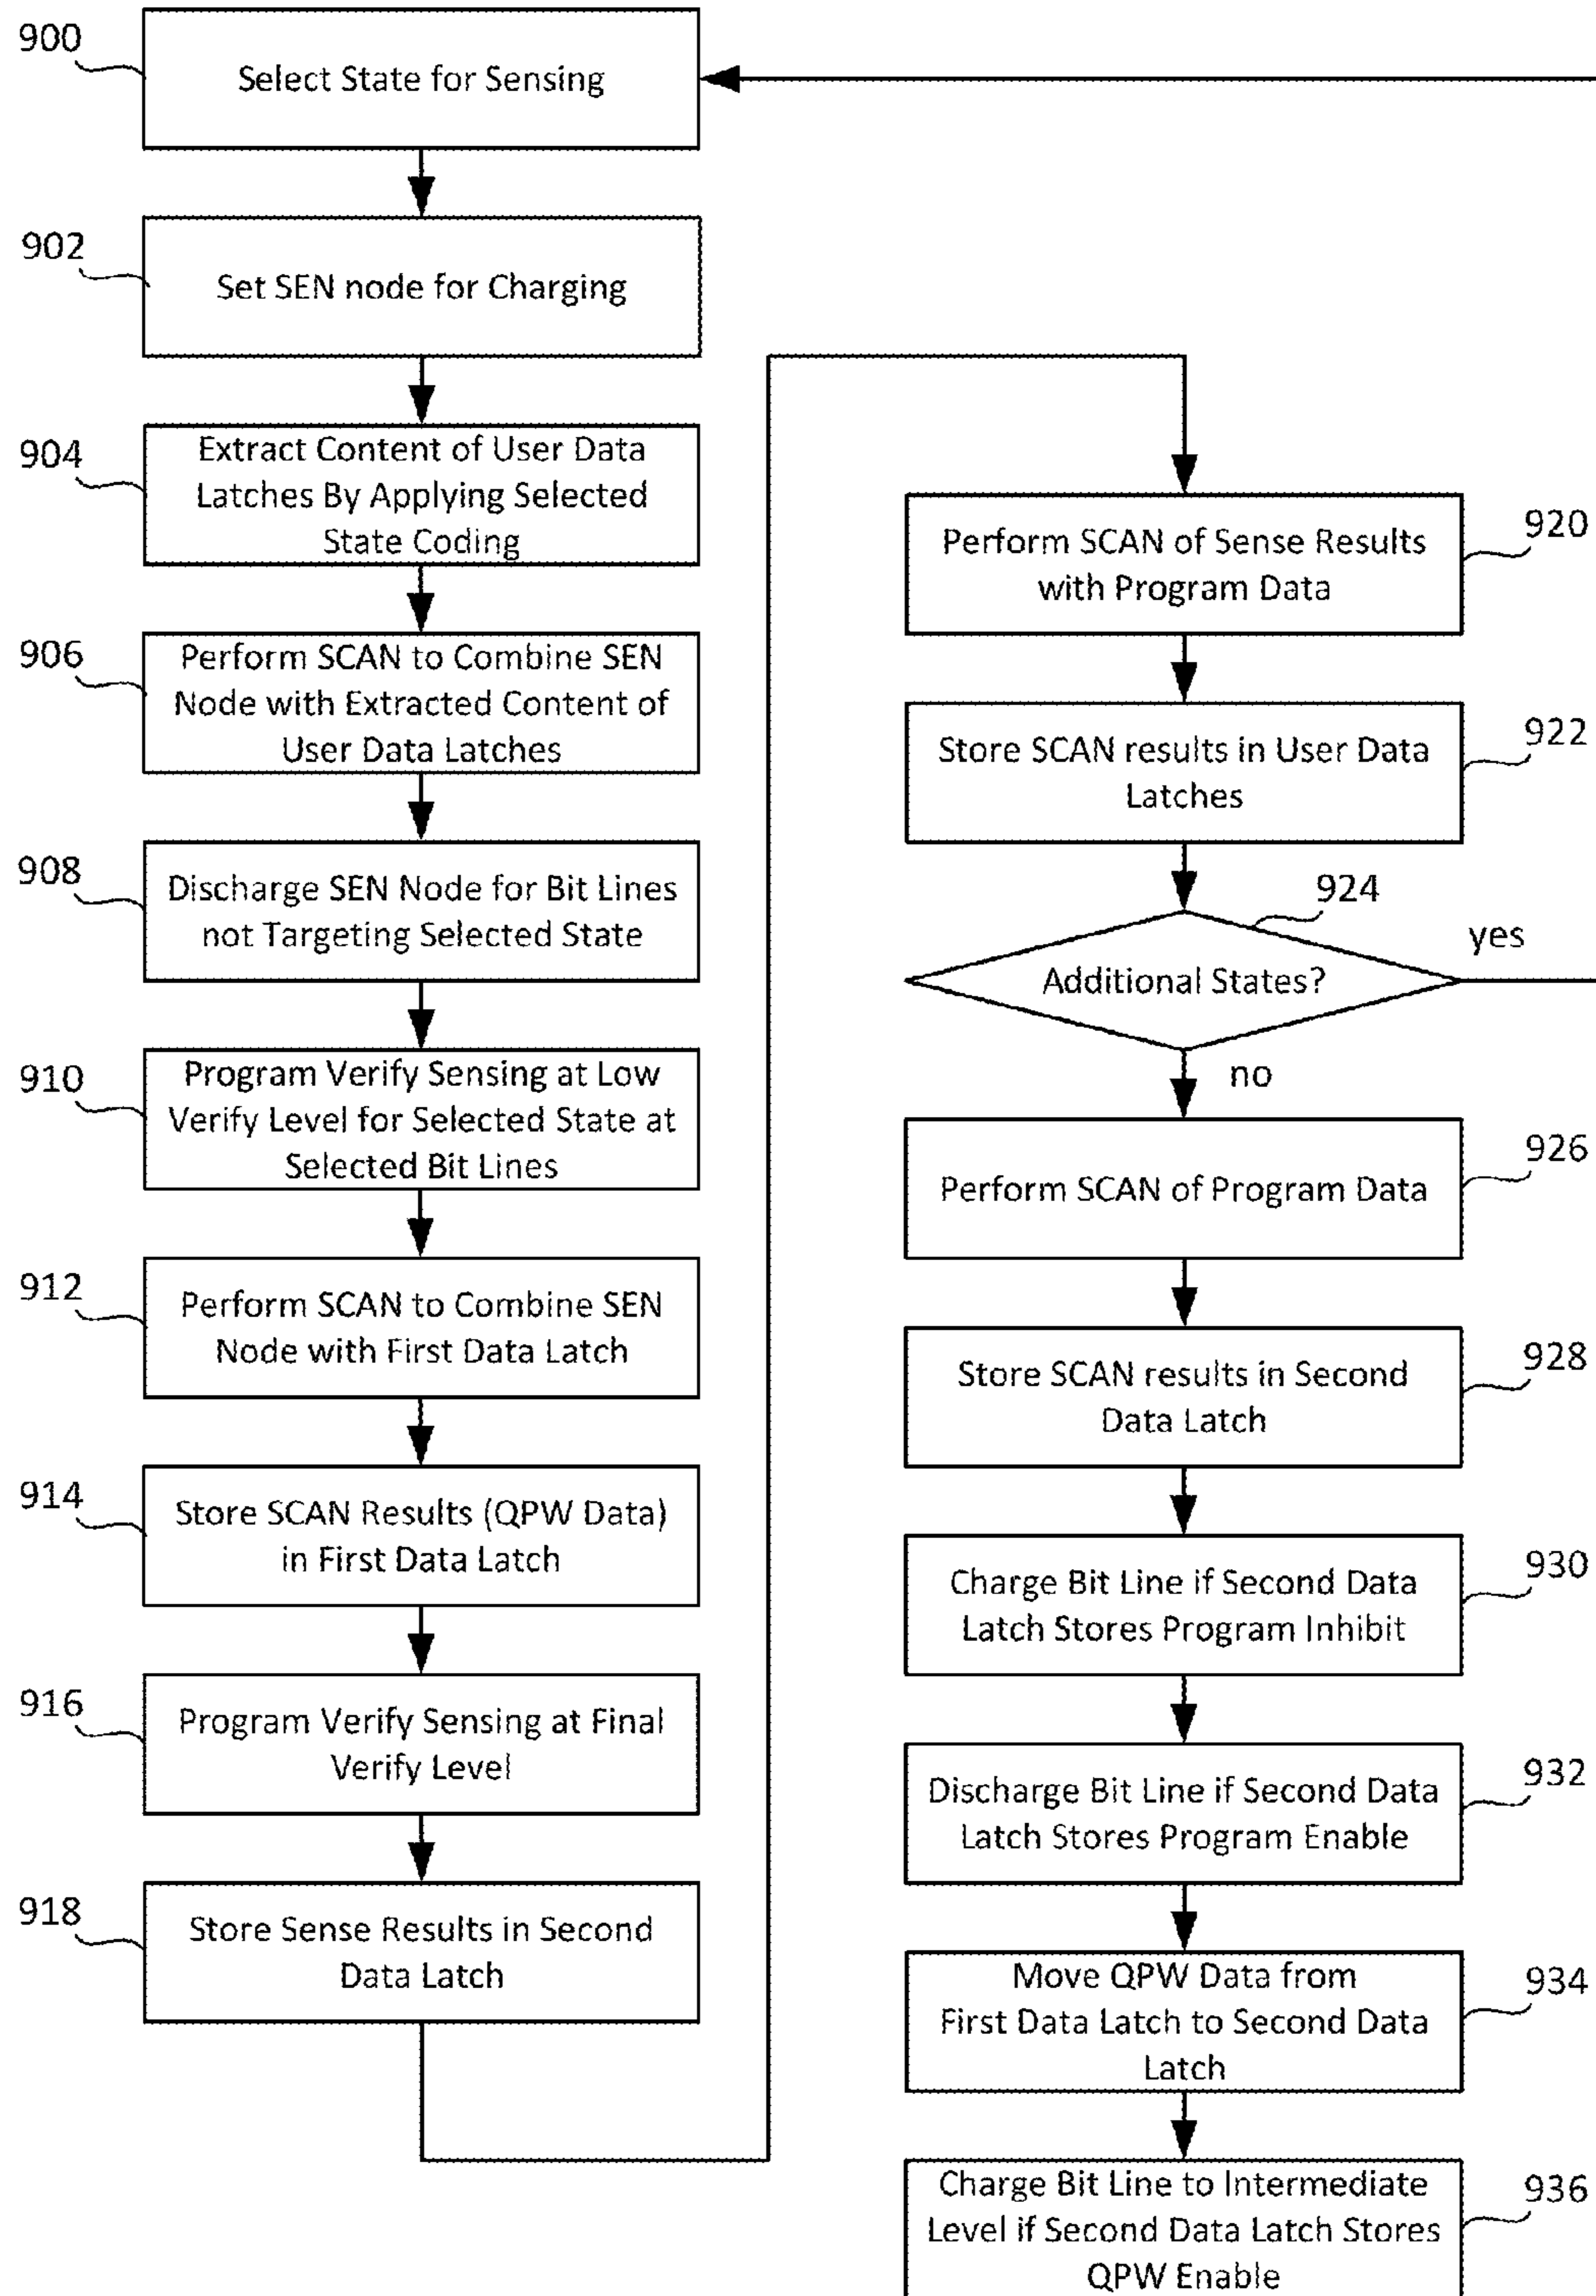 900
Select State for Sensing
902
Set SEN node for Charging
904
Extract Content of User Data
Latches By Applying Selected
State Coding
906
Perform SCAN to Combine SEN
Node with Extracted Content of
User Data Latches
908
Discharge SEN Node for Bit Lines
not Targeting Selected State
910
Program Verify Sensing at Low
Verify Level for Selected State at
Selected Bit Lines
912
Perform SCAN to Combine SEN
Node with First Data Latch
914
Store SCAN Results (QPW Data)
in First Data Latch
916
Program Verify Sensing at Final
Verify Level
918
Store Sense Results in Second
Data Latch
920
Perform SCAN of Sense Results
with Program Data
922
Store SCAN results in User Data
Latches
924
Additional States?
yes
no
926
Perform SCAN of Program Data
928
Store SCAN results in Second
Data Latch
930
Charge Bit Line if Second Data
Latch Stores Program Inhibit
932
Discharge Bit Line if Second Data
Latch Stores Program Enable
934
Move QPW Data from
First Data Latch to Second Data
Latch
936
Charge Bit Line to Intermediate
Level if Second Data Latch Stores
QPW Enable